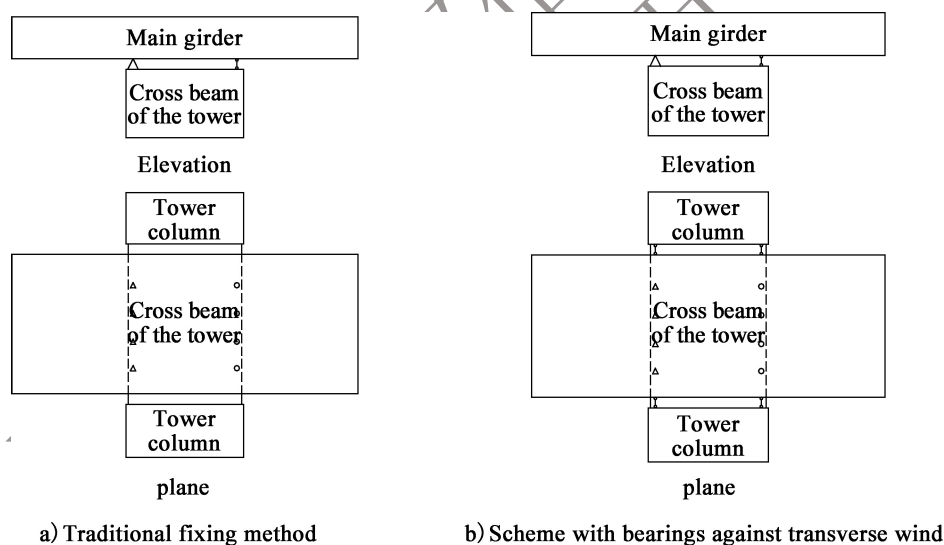 Main girder
Cross beam
of the tower
Elevation
Tower
column
Cross beam
of the tower
Tower
column
plane
a) Traditional fixing method
Main girder
Cross beam
of the tower
Elevation
Tower
column
Cross beam
of the tower
Tower
column
plane
b) Scheme with bearings against transverse wind